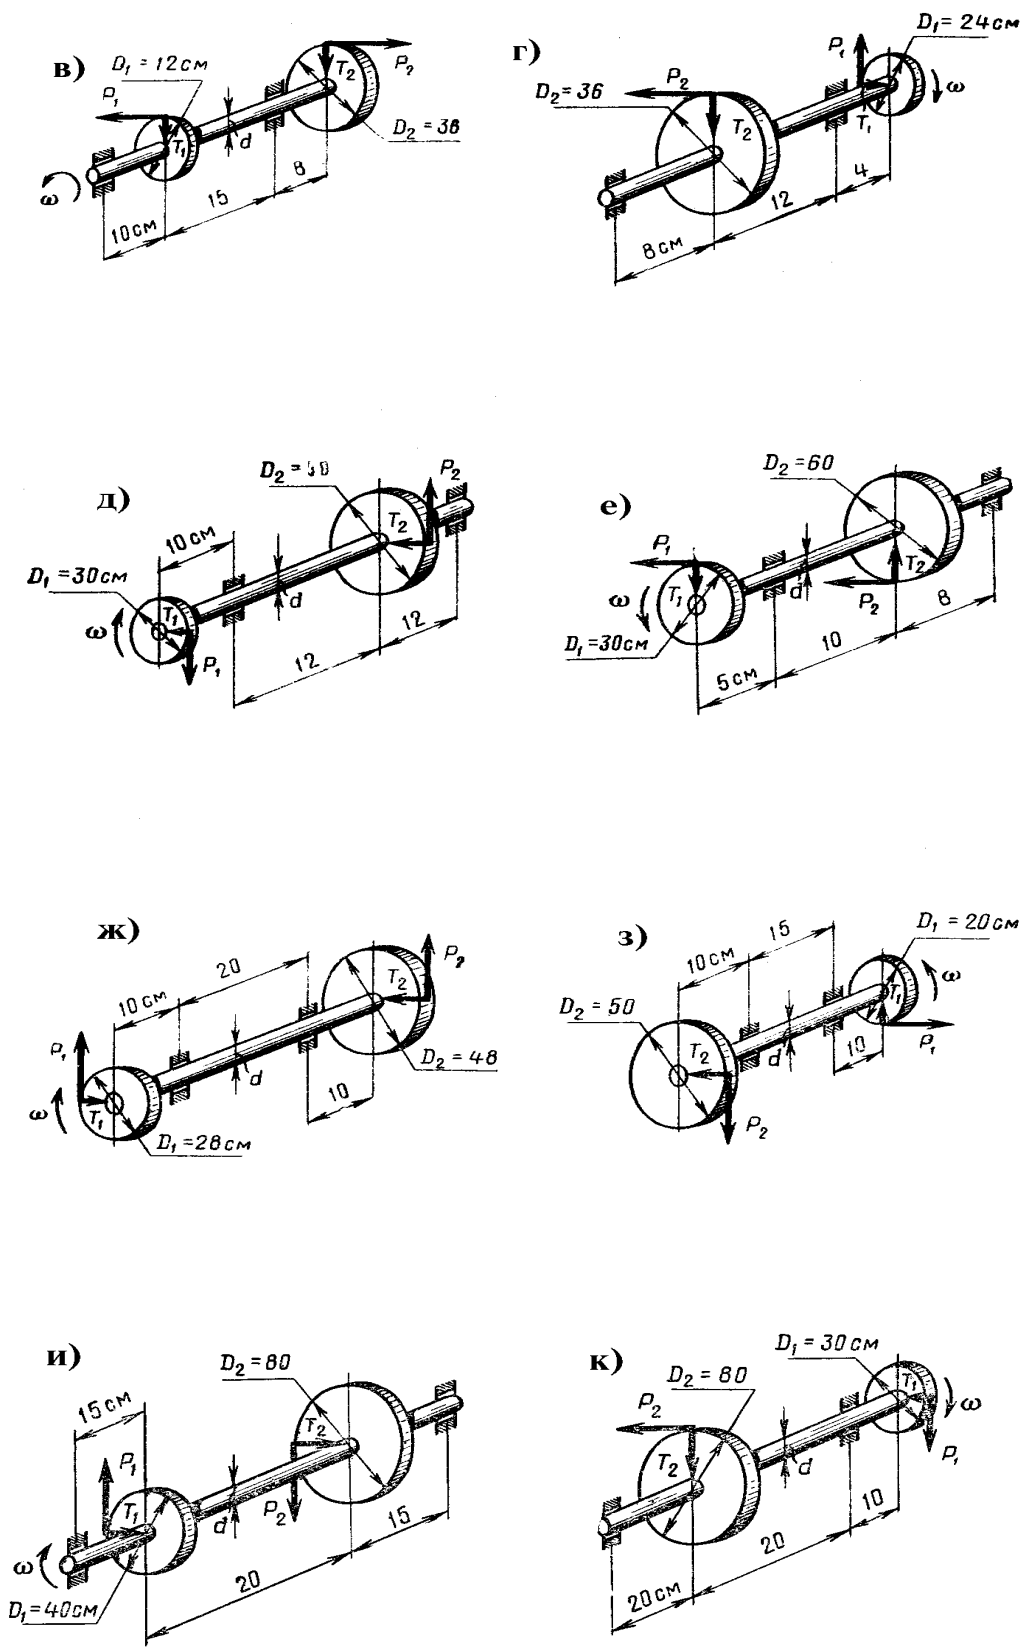 в)
D₁ = 12 см
P₁
T₁
T₂
P₂
D₂ = 36
d
ω
10 см
15
8
г)
D₁ = 24 см
P₁
P₂
D₂ = 36
T₂
T₁
ω
8 см
12
4
д)
P₂
T₂
10 см
D₁ = 30 см
ω
T₁
P₁
d
12
12
е)
D₂ = 60
P₁
ω
T₁
d
T₂
P₂
D₁ = 30 см
5 см
10
8
ж)
20
10 см
P₁
ω
T₁
T₂
P₂
d
D₂ = 48
10
D₁ = 28 см
з)
D₁ = 20 см
15
10 см
D₂ = 50
T₂
T₁
ω
d
10
P₁
P₂
и)
D₂ = 80
15 см
P₁
T₁
T₂
P₂
d
ω
D₁ = 40 см
20
15
к)
D₁ = 30 см
D₂ = 80
P₂
T₂
T₁
ω
P₁
d
10
20
20 см